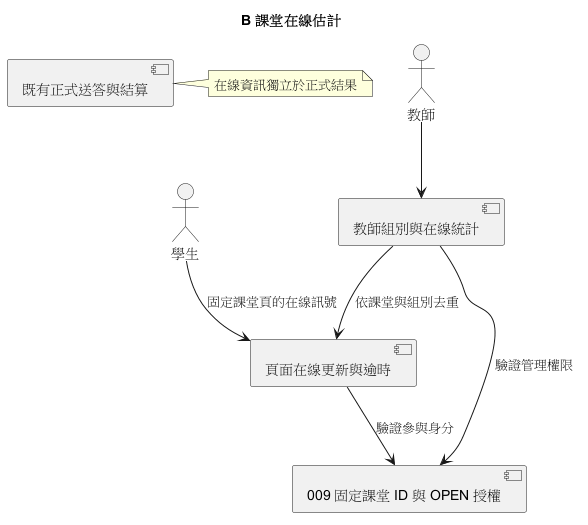 B 課堂在線估計
既有正式送答與結算
在線資訊獨立於正式結果
教師
教師組別與在線統計
學生
固定課堂頁的在線訊號
依課堂與組別去重
頁面在線更新與逾時
驗證管理權限
驗證參與身分
009 固定課堂 ID 與 OPEN 授權